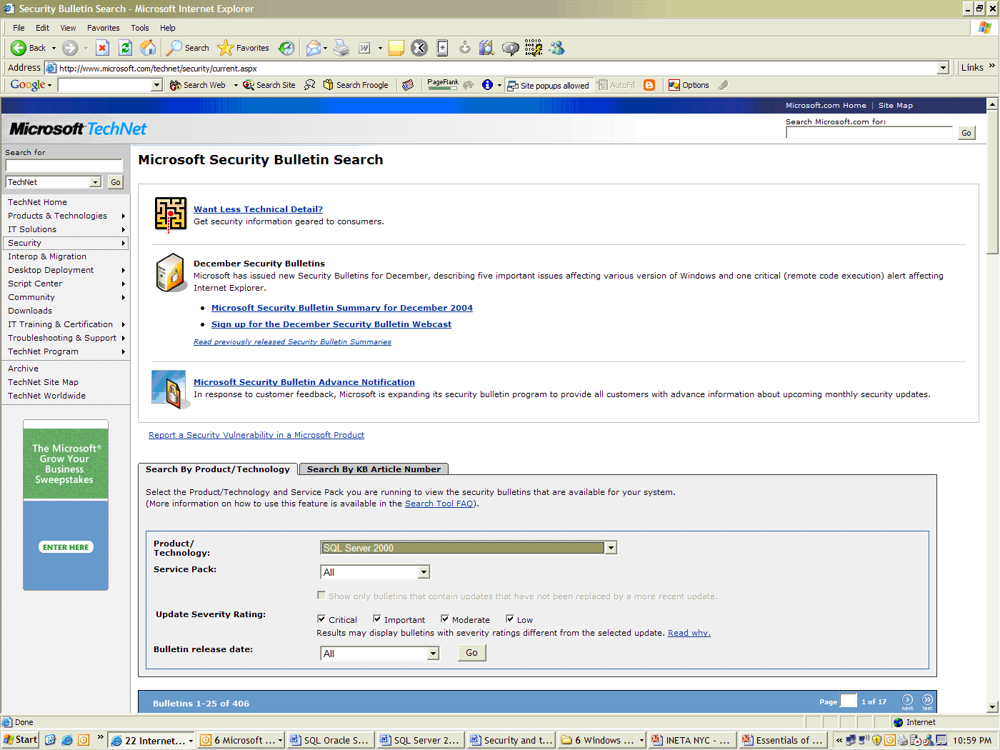 Security Bulletin Search - Microsoft Internet Explorer
File Edit View Favorites Tools Help
Back Search Favorites
Address http://www.microsoft.com/technet/security/current.aspx Links »
Google Search Web Search Site Search Froogle PageRank Site popups allowed AutoFill Options
Microsoft.com Home | Site Map
Microsoft TechNet
Search Microsoft.com for:
Go
Search for
TechNet Go
TechNet Home
Products & Technologies
IT Solutions
Security
Interop & Migration
Desktop Deployment
Script Center
Community
Downloads
IT Training & Certification
Troubleshooting & Support
TechNet Program
Archive
TechNet Site Map
TechNet Worldwide
The Microsoft®
Grow Your
Business
Sweepstakes
ENTER HERE
Microsoft Security Bulletin Search
Want Less Technical Detail?
Get security information geared to consumers.
December Security Bulletins
Microsoft has issued new Security Bulletins for December, describing five important issues affecting various version of Windows and one critical (remote code execution) alert affecting
Internet Explorer.
• Microsoft Security Bulletin Summary for December 2004
• Sign up for the December Security Bulletin Webcast
Read previously released Security Bulletin Summaries
Microsoft Security Bulletin Advance Notification
In response to customer feedback, Microsoft is expanding its security bulletin program to provide all customers with advance information about upcoming monthly security updates.
Report a Security Vulnerability in a Microsoft Product
Search By Product/Technology Search By KB Article Number
Select the Product/Technology and Service Pack you are running to view the security bulletins that are available for your system.
(More information on how to use this feature is available in the Search Tool FAQ).
Product/
Technology:
SQL Server 2000
Service Pack: All
Show only bulletins that contain updates that have not been replaced by a more recent update.
Update Severity Rating: Critical Important Moderate Low
Results may display bulletins with severity ratings different from the selected update. Read why.
Bulletin release date: All Go
Bulletins 1-25 of 406 Page 1 of 17 next last
Done Internet
Start » 22 Internet... 6 Microsoft ... SQL Oracle S... SQL Server 2... Security and t... 6 Windows ... INETA NYC - ... Essentials of ... « 10:59 PM